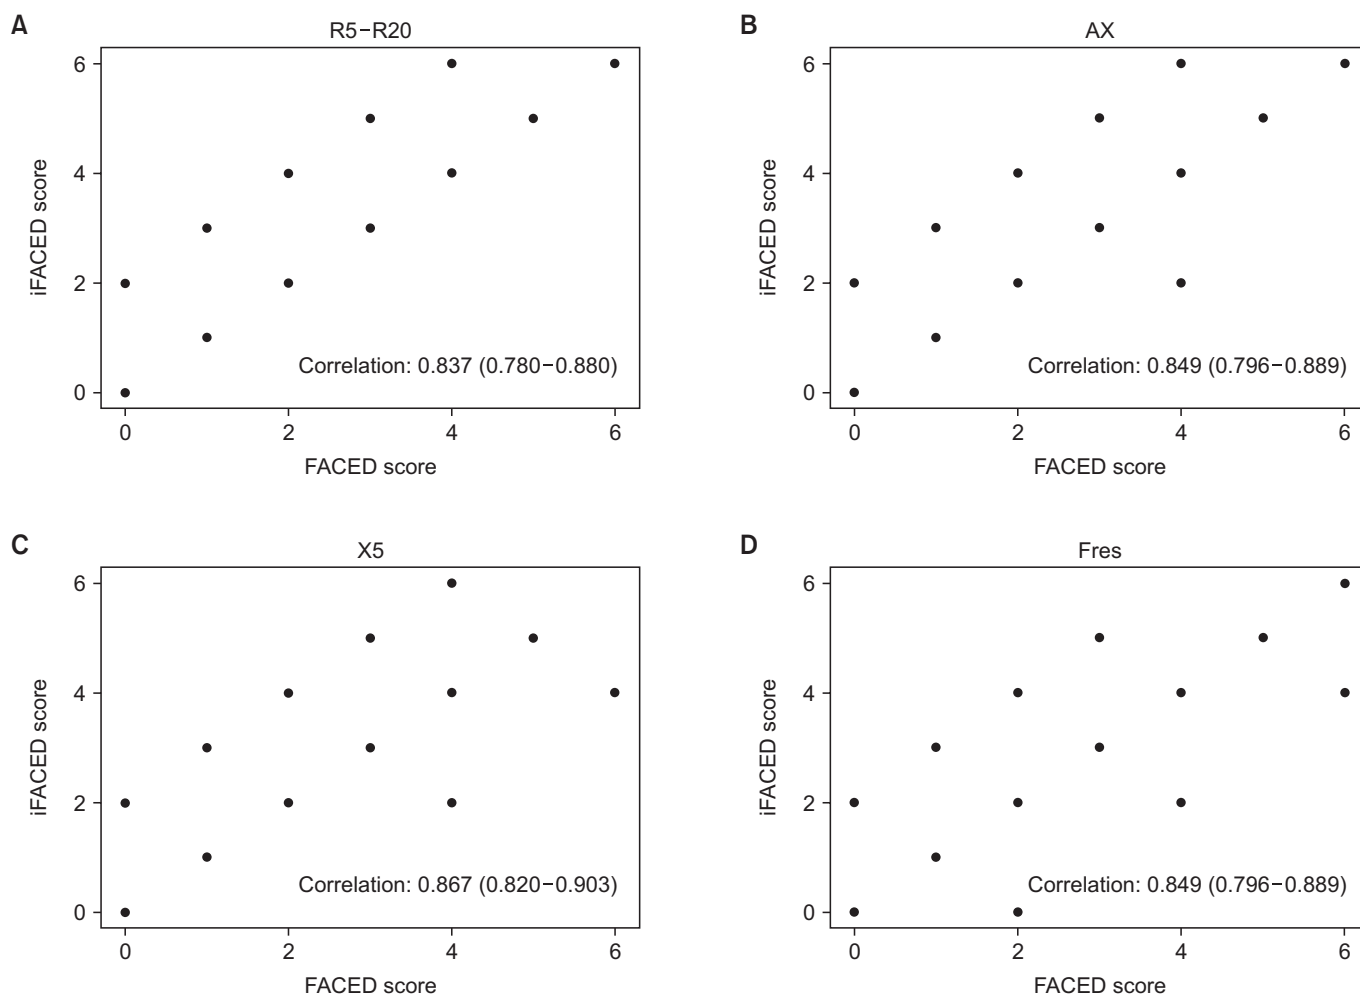 A
R5−R20
iFACED score
6
4
2
0
Correlation: 0.837 (0.780−0.880)
0 2 4 6
FACED score
B
AX
iFACED score
6
4
2
0
Correlation: 0.849 (0.796−0.889)
0 2 4 6
FACED score
C
X5
iFACED score
6
4
2
0
Correlation: 0.867 (0.820−0.903)
0 2 4 6
FACED score
D
Fres
iFACED score
6
4
2
0
Correlation: 0.849 (0.796−0.889)
0 2 4 6
FACED score